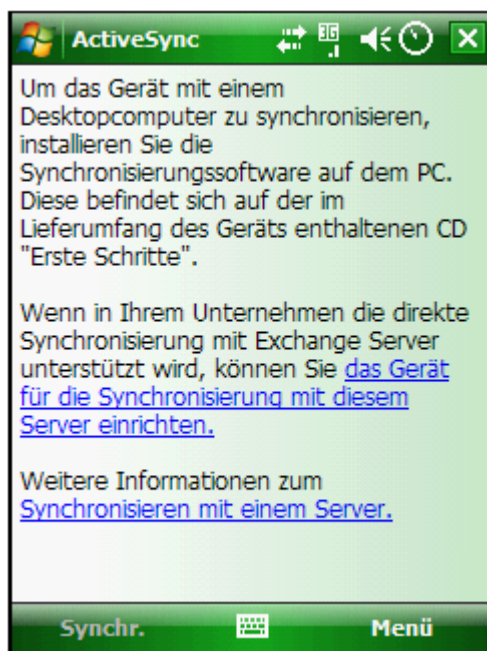 ActiveSync
3G
Um das Gerät mit einem
Desktopcomputer zu synchronisieren,
installieren Sie die
Synchronisierungssoftware auf dem PC.
Diese befindet sich auf der im
Lieferumfang des Geräts enthaltenen CD
"Erste Schritte".
Wenn in Ihrem Unternehmen die direkte
Synchronisierung mit Exchange Server
unterstützt wird, können Sie das Gerät
für die Synchronisierung mit diesem
Server einrichten.
Weitere Informationen zum
Synchronisieren mit einem Server.
Synchr.
Menü